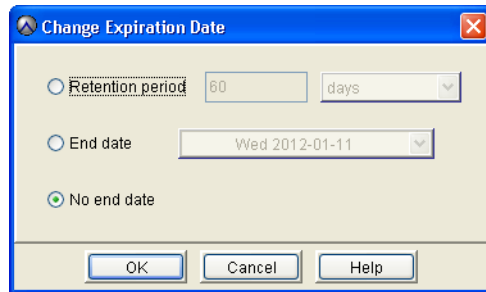 Change Expiration Date
Retention period 60 days
End date Wed 2012-01-11
No end date
OK Cancel Help